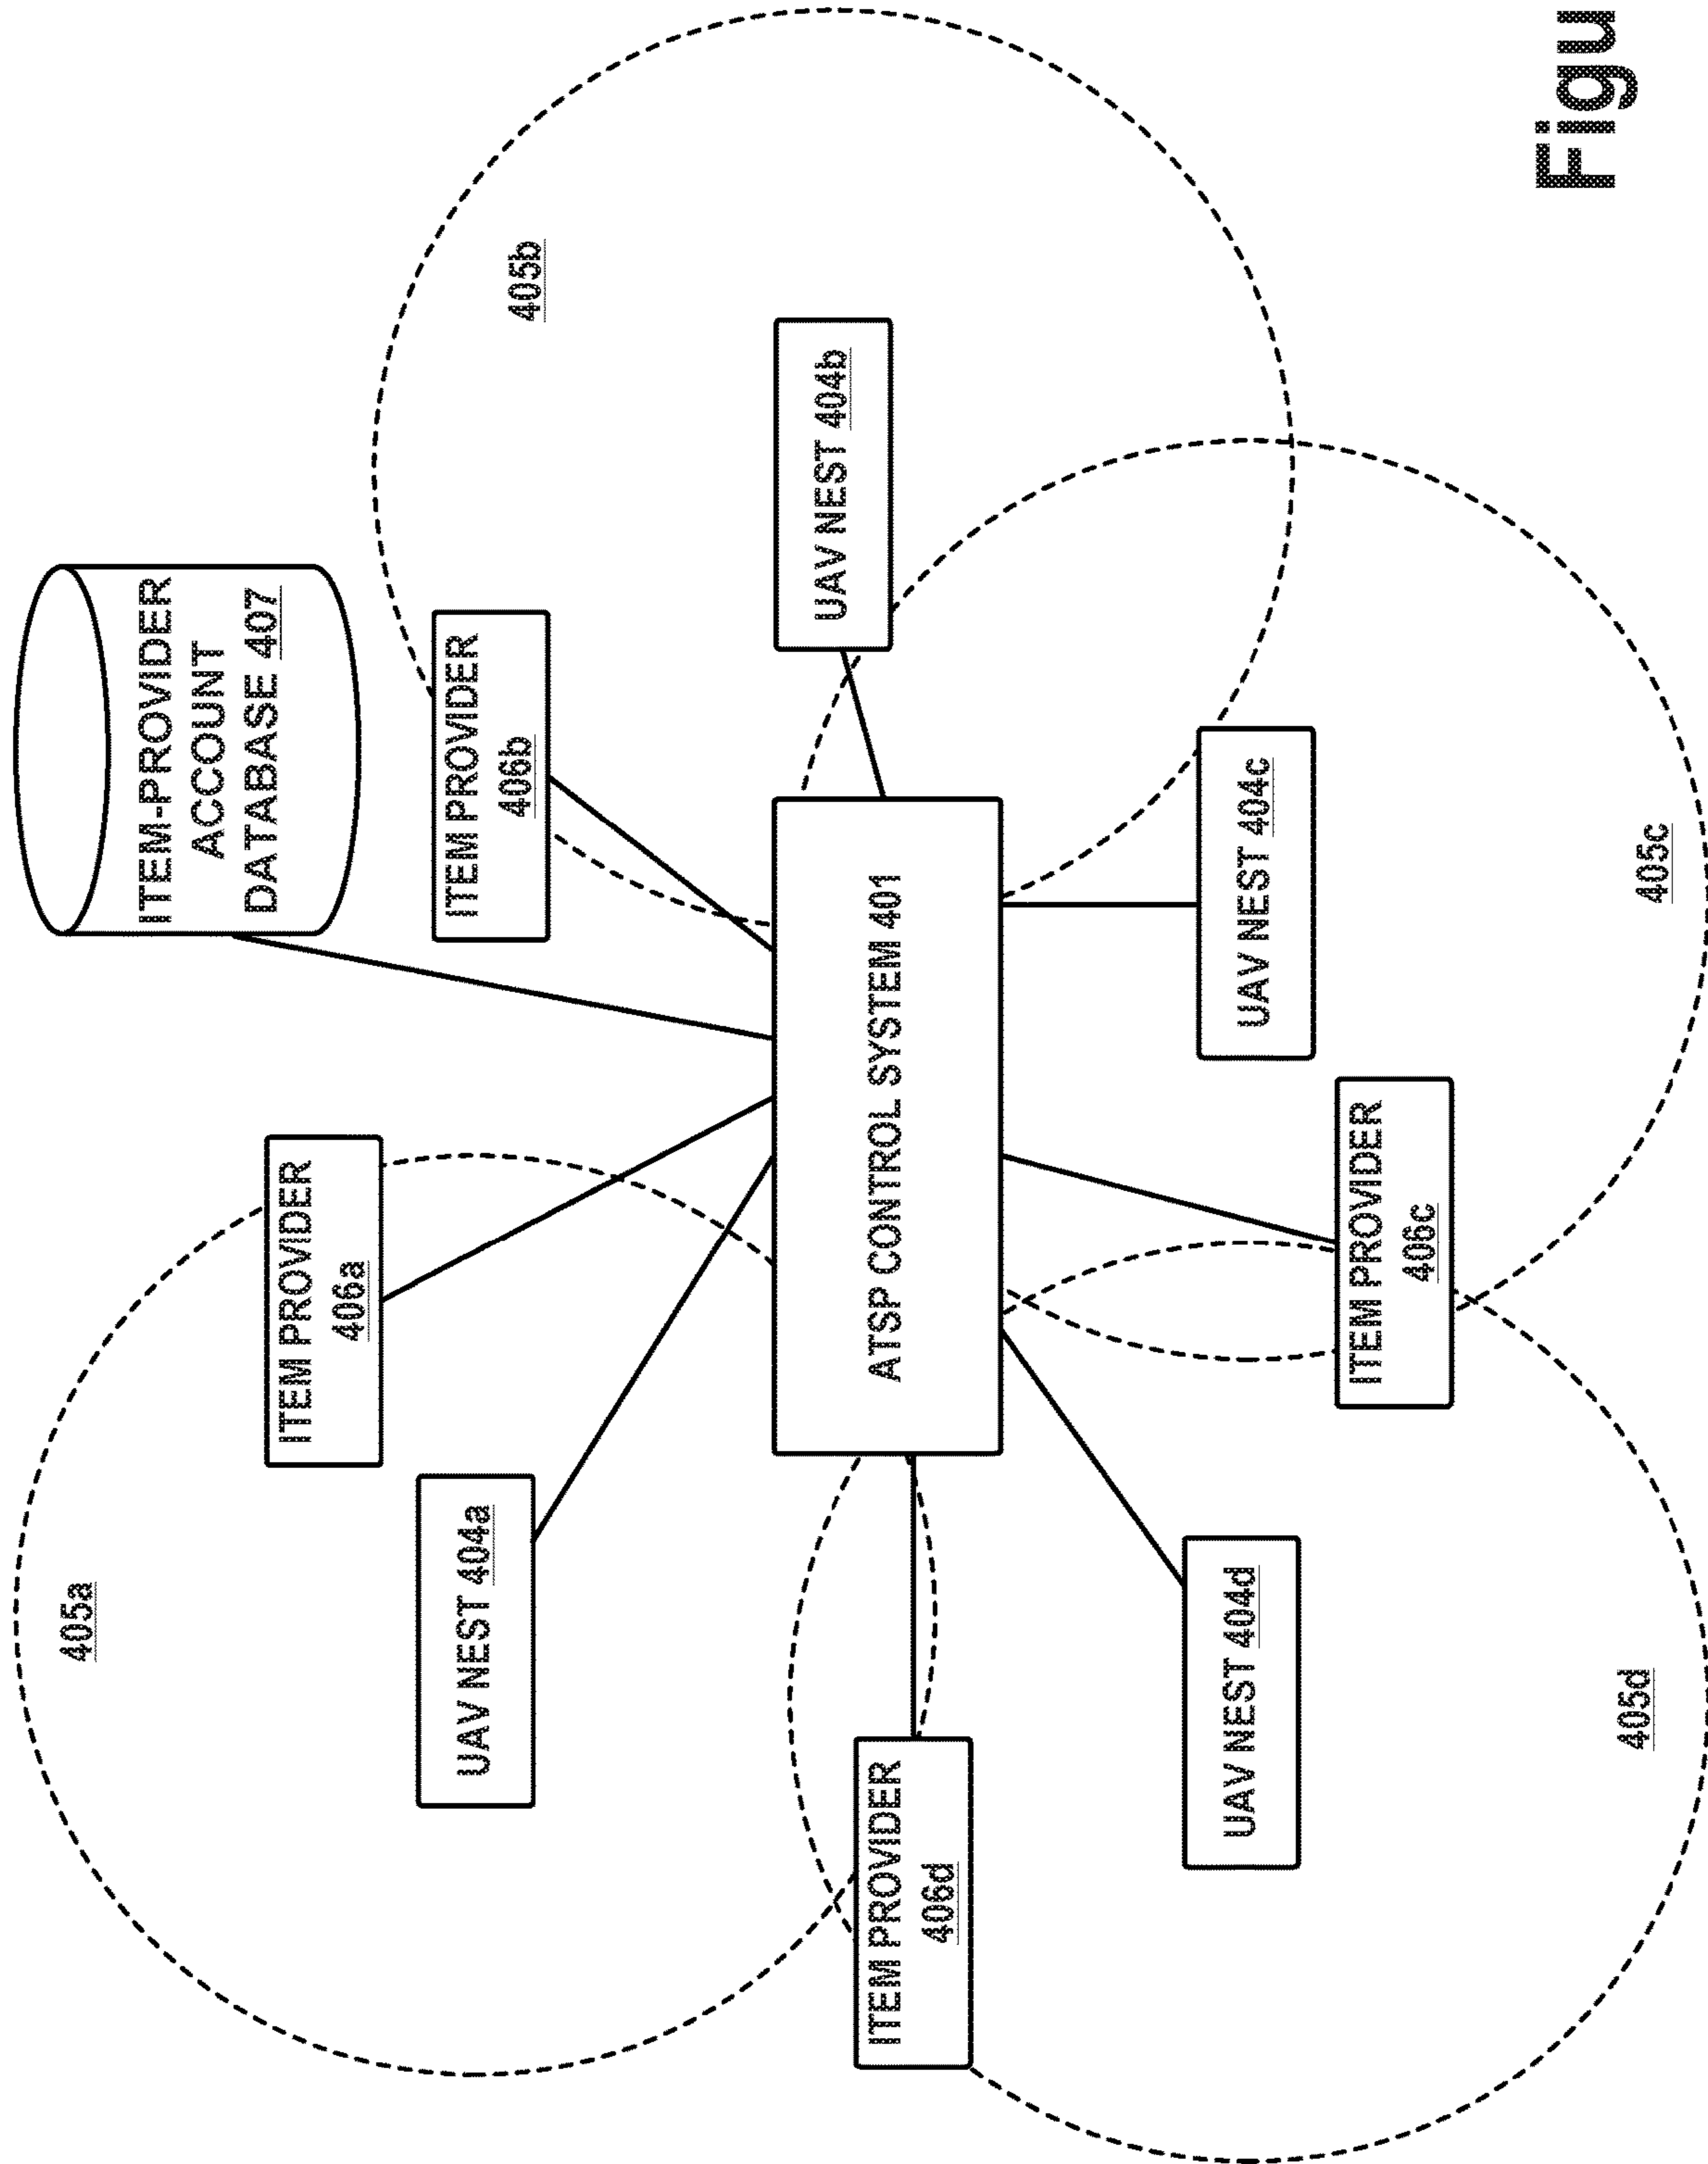 405a
ITEM-PROVIDER
ACCOUNT
DATABASE 407
ITEM PROVIDER
406a
ITEM PROVIDER
406b
UAV NEST 404a
405b
UAV NEST 404b
ATSP CONTROL SYSTEM 401
ITEM PROVIDER
406d
UAV NEST 404d
UAV NEST 404c
ITEM PROVIDER
406c
405d
405c
Figu